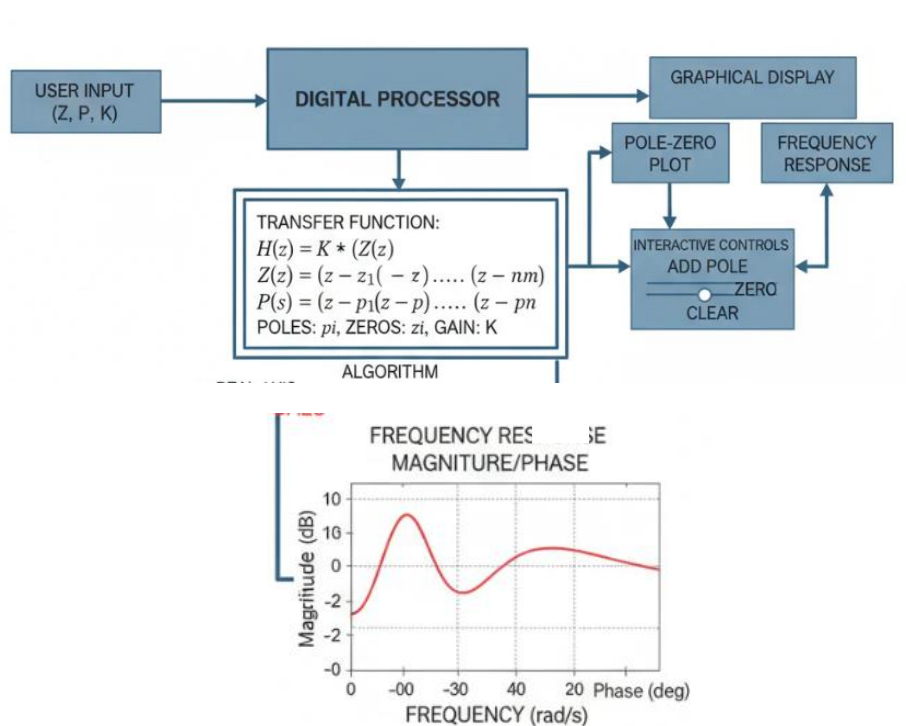 USER INPUT
(Z, P, K)
DIGITAL PROCESSOR
GRAPHICAL DISPLAY
POLE-ZERO
PLOT
FREQUENCY
RESPONSE
TRANSFER FUNCTION:
H(z) = K * (Z(z)
Z(z) = (z – z1( – z) ..... (z – nm)
P(s) = (z – p1(z – p) ..... (z – pn
POLES: pi, ZEROS: zi, GAIN: K
INTERACTIVE CONTROLS
ADD POLE
ZERO
CLEAR
ALGORITHM
FREQUENCY RES SE
MAGNITURE/PHASE
Magnitude (dB)
10
16
0
-2
-2
-0
0 -00 -30 40 20 Phase (deg)
FREQUENCY (rad/s)